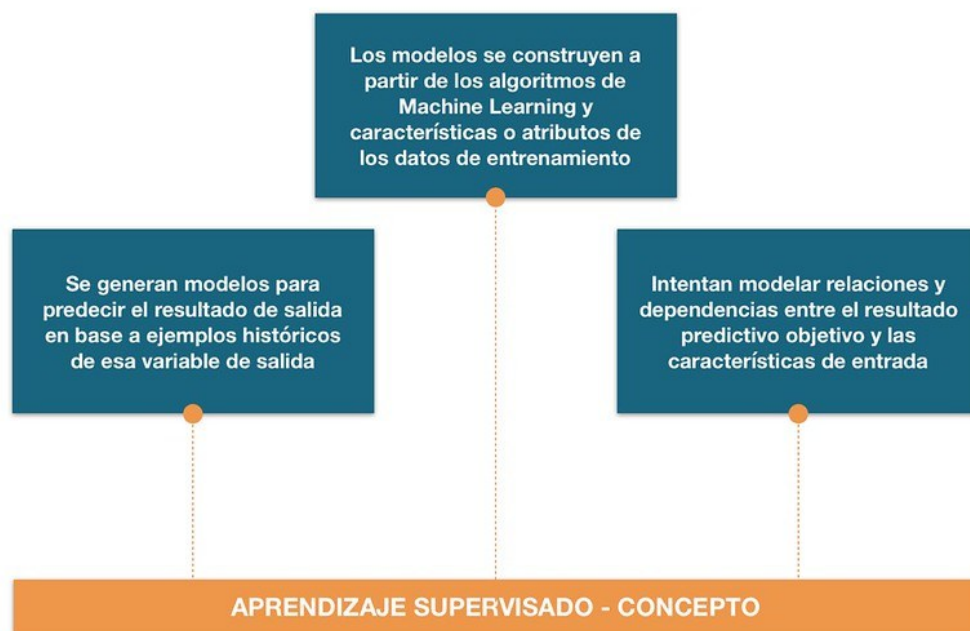 Los modelos se construyen a
partir de los algoritmos de
Machine Learning y
características o atributos de
los datos de entrenamiento
Se generan modelos para
predecir el resultado de salida
en base a ejemplos históricos
de esa variable de salida
Intentan modelar relaciones y
dependencias entre el resultado
predictivo objetivo y las
características de entrada
APRENDIZAJE SUPERVISADO - CONCEPTO